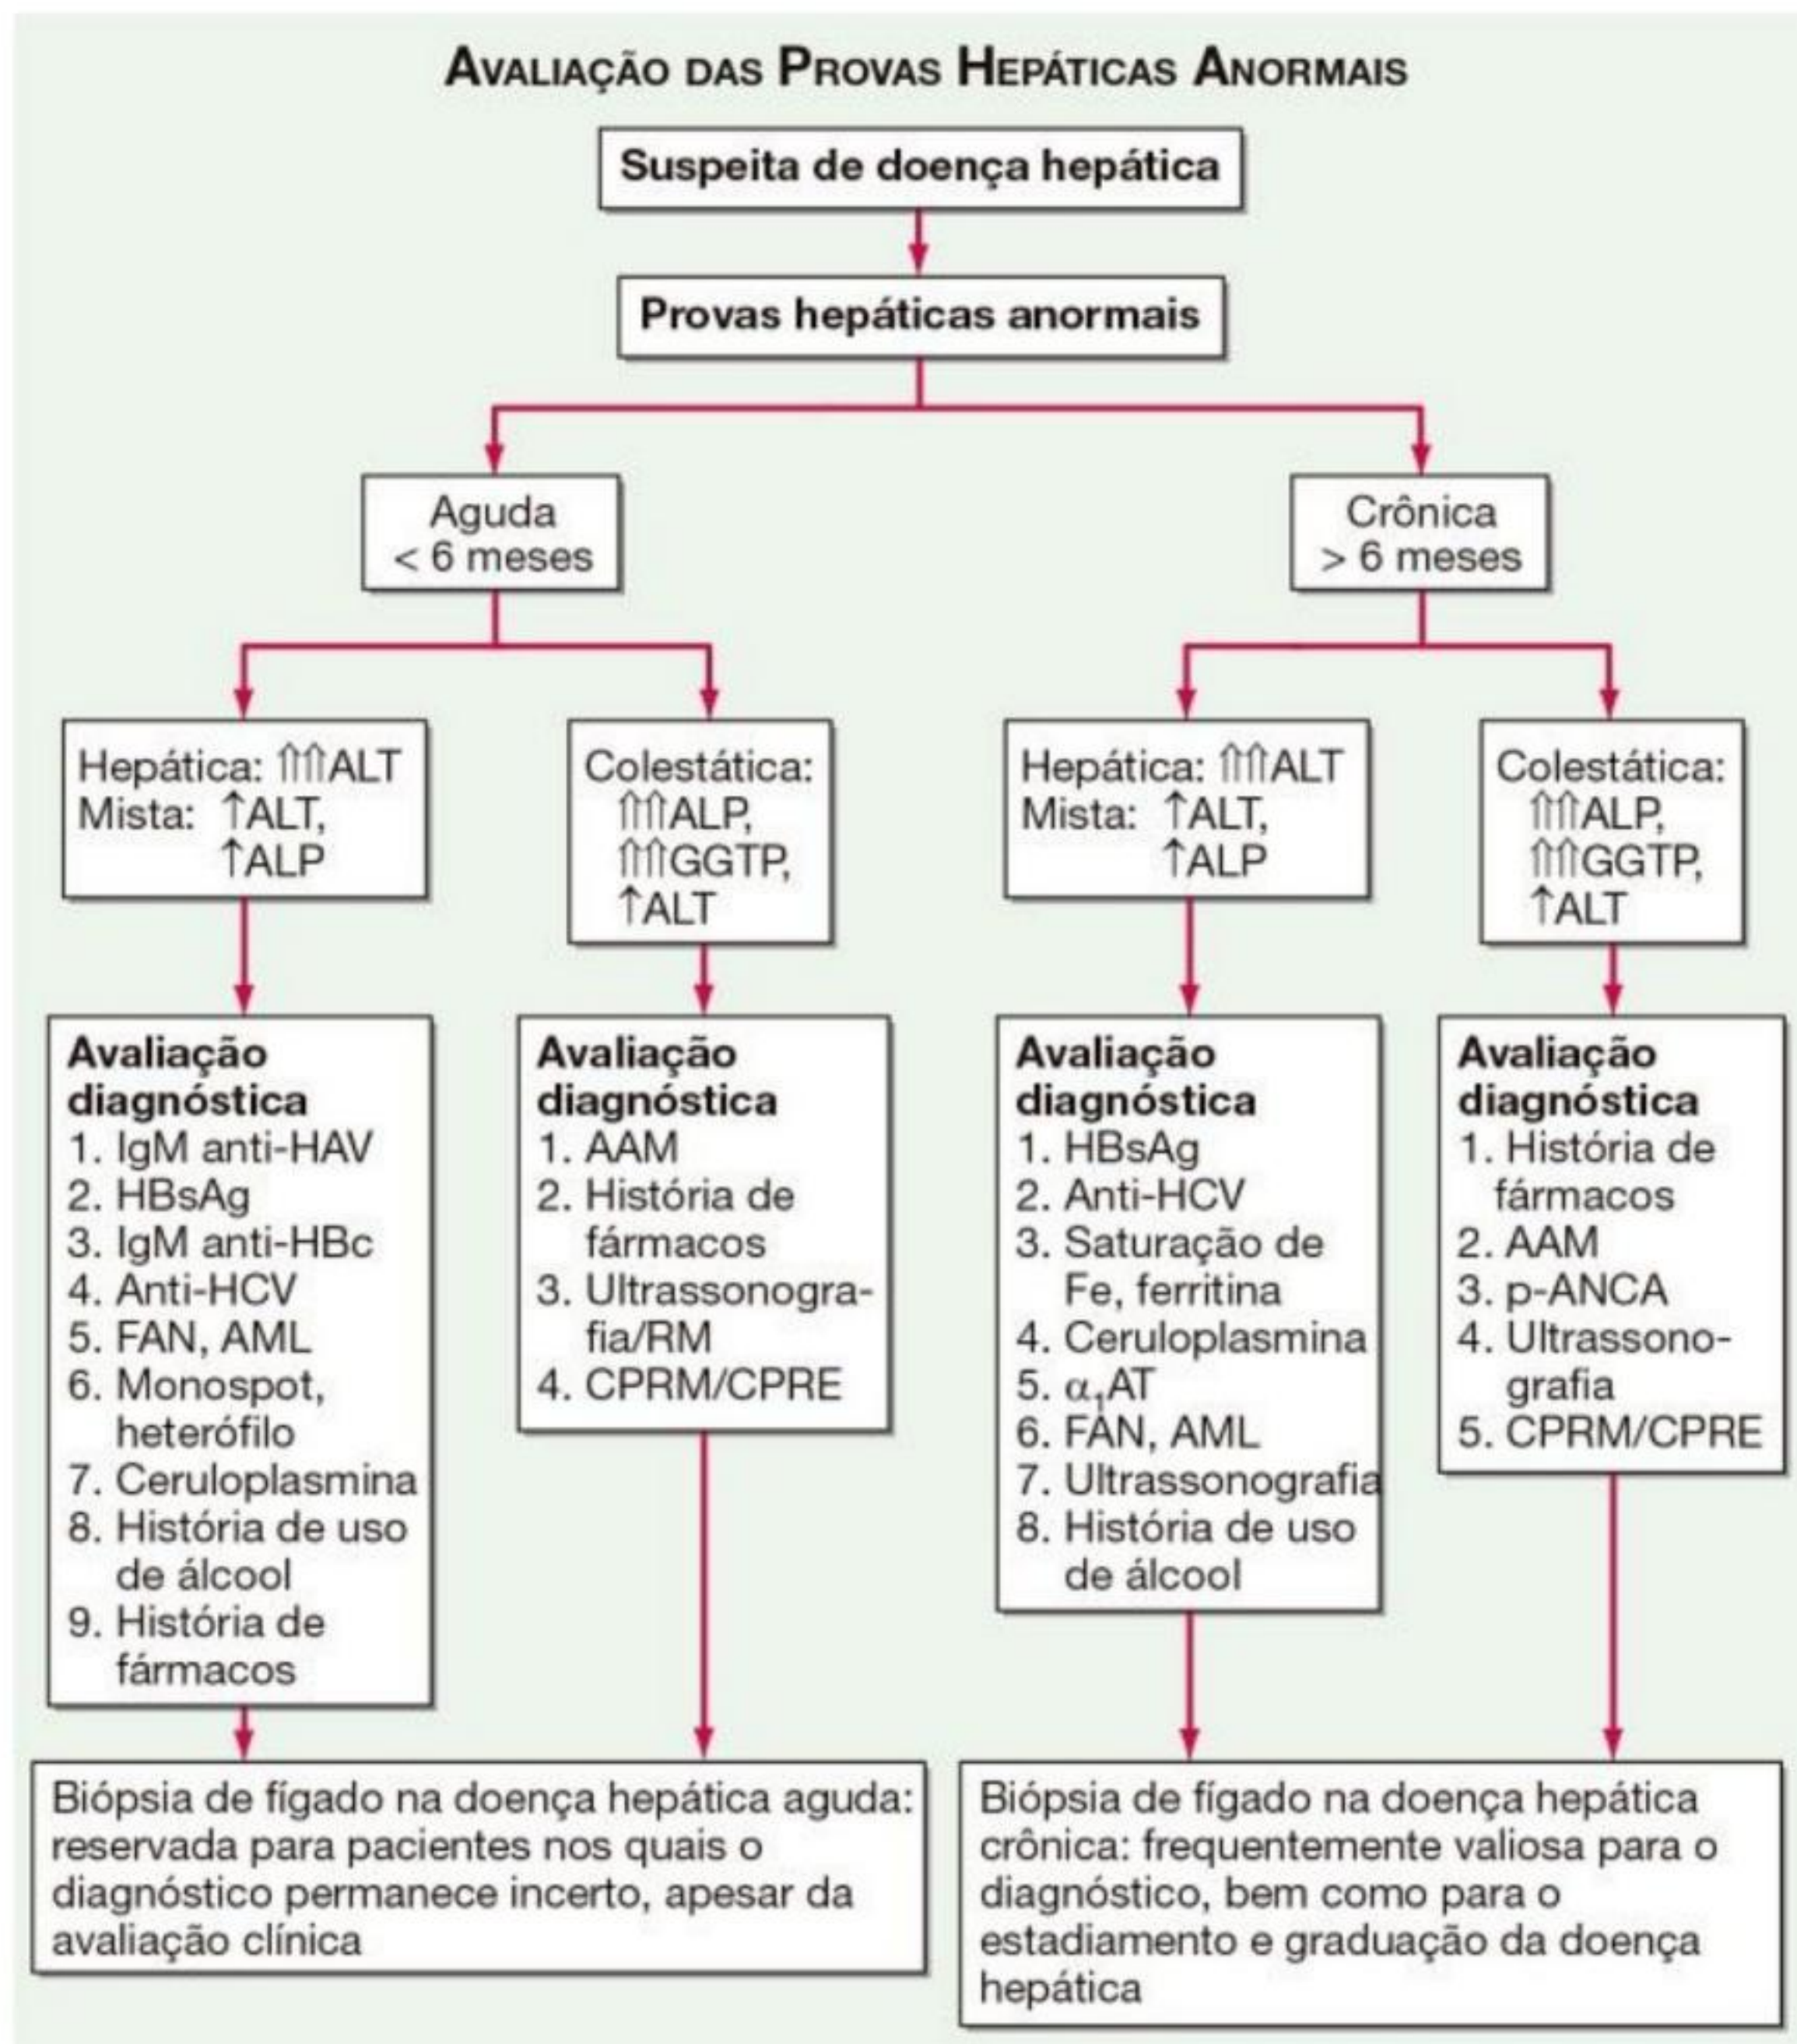 AVALIAÇÃO DAS PROVAS HEPÁTICAS ANORMAIS
Suspeita de doença hepática
Provas hepáticas anormais
Aguda
< 6 meses
Crônica
> 6 meses
Hepática: ⇑⇑ALT
Mista: ↑ALT,
↑ALP
Colestática:
⇑⇑ALP,
⇑⇑GGTP,
↑ALT
Hepática: ⇑⇑ALT
Mista: ↑ALT,
↑ALP
Colestática:
⇑⇑ALP,
⇑⇑GGTP,
↑ALT
Avaliação
diagnóstica
1. IgM anti-HAV
2. HBsAg
3. IgM anti-HBc
4. Anti-HCV
5. FAN, AML
6. Monospot,
heterófilo
7. Ceruloplasmina
8. História de uso
de álcool
9. História de
fármacos
Avaliação
diagnóstica
1. AAM
2. História de
fármacos
3. Ultrassonogra-
fia/RM
4. CPRM/CPRE
Avaliação
diagnóstica
1. HBsAg
2. Anti-HCV
3. Saturação de
Fe, ferritina
4. Ceruloplasmina
5. α₁AT
6. FAN, AML
7. Ultrassonografia
8. História de uso
de álcool
Avaliação
diagnóstica
1. História de
fármacos
2. AAM
3. p-ANCA
4. Ultrassono-
grafia
5. CPRM/CPRE
Biópsia de fígado na doença hepática aguda:
reservada para pacientes nos quais o
diagnóstico permanece incerto, apesar da
avaliação clínica
Biópsia de fígado na doença hepática
crônica: frequentemente valiosa para o
diagnóstico, bem como para o
estadiamento e graduação da doença
hepática